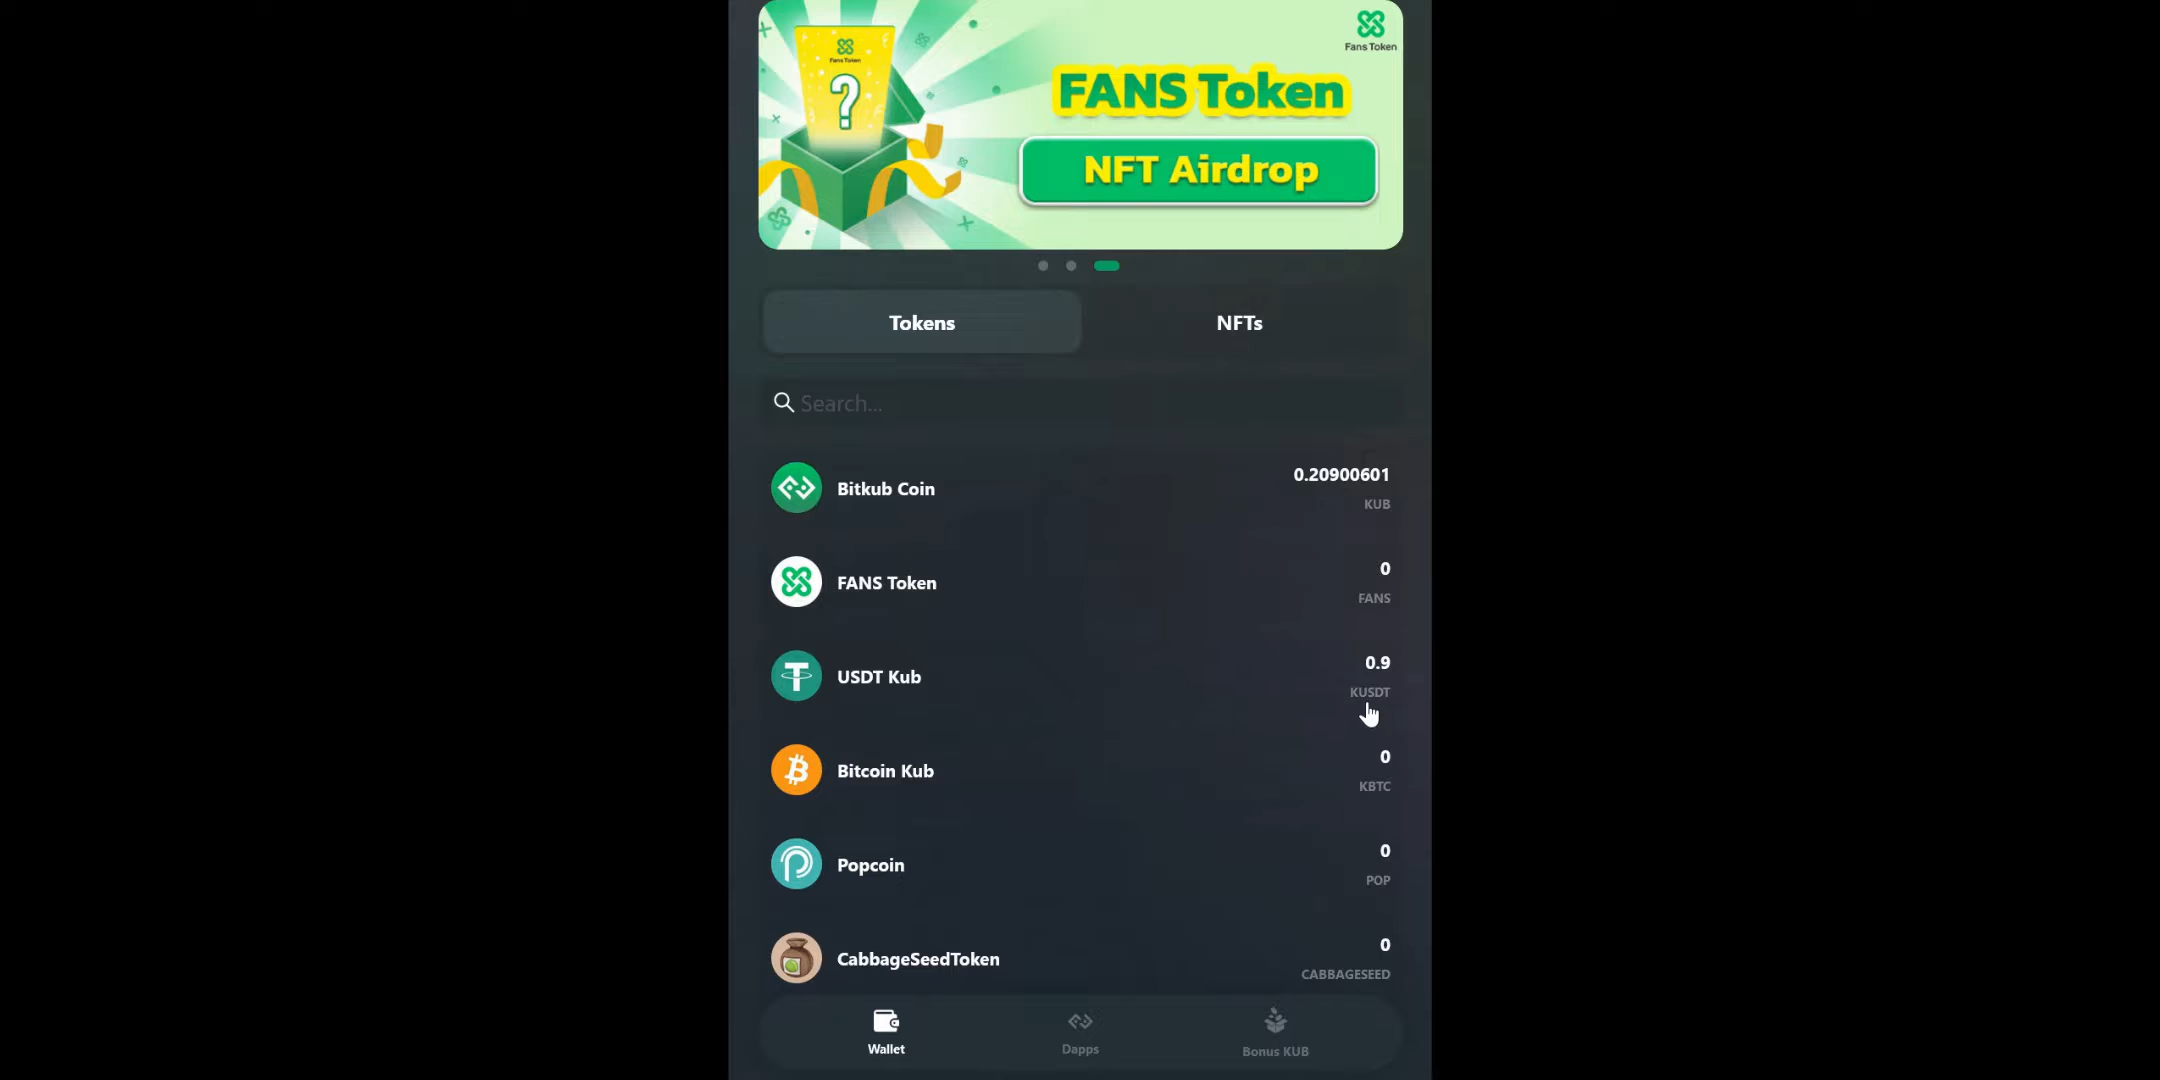 Fans Token
Fans Token
?
FANS Token
NFT Airdrop
Tokens
NFTs
Search...
Bitkub Coin
0.20900601
KUB
FANS Token
0
FANS
USDT Kub
0.9
KUSDT
Bitcoin Kub
0
KBTC
Popcoin
0
POP
CabbageSeedToken
0
CABBAGESEED
Wallet
Dapps
Bonus KUB